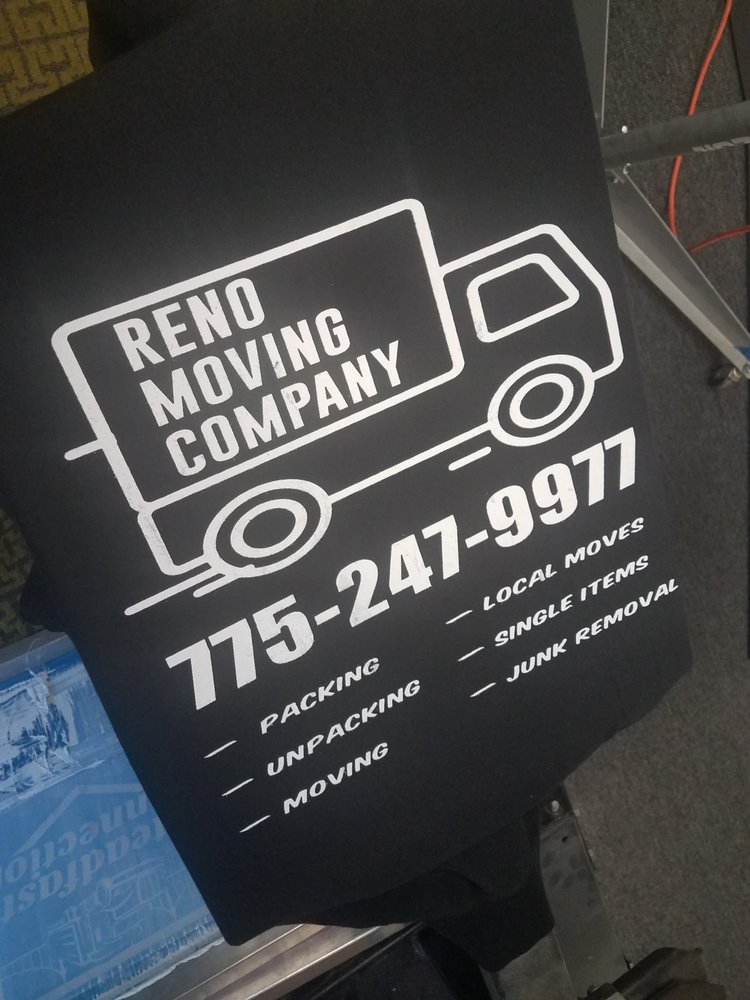 RENO
MOVING
COMPANY
775-247-9977
— PACKING
— UNPACKING
— MOVING
— LOCAL MOVES
— SINGLE ITEMS
— JUNK REMOVAL